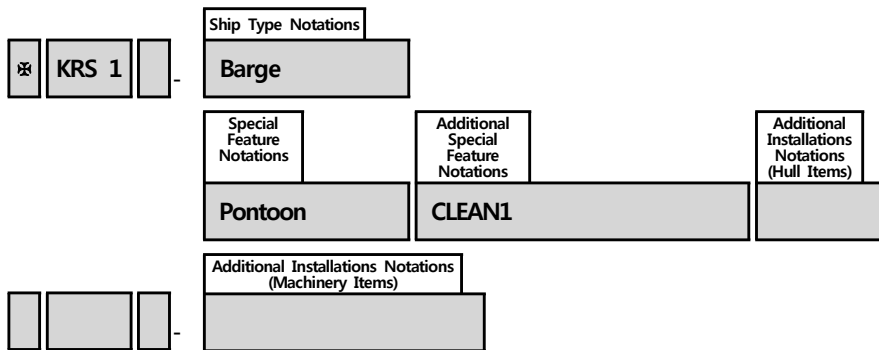 Ship Type Notations
✠ KRS 1 - Barge
Special
Feature
Notations
Additional
Special
Feature
Notations
Additional
Installations
Notations
(Hull Items)
Pontoon CLEAN1
Additional Installations Notations
(Machinery Items)
-